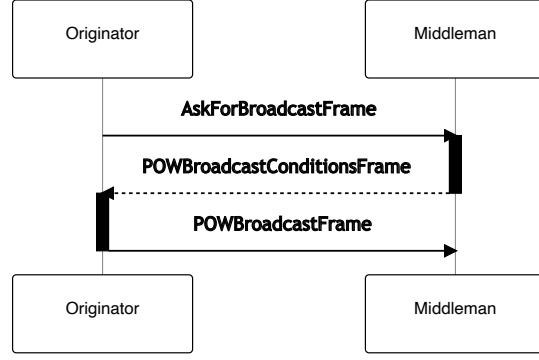 Originator
Middleman
AskForBroadcastFrame
POWBroadcastConditionsFrame
POWBroadcastFrame
Originator
Middleman